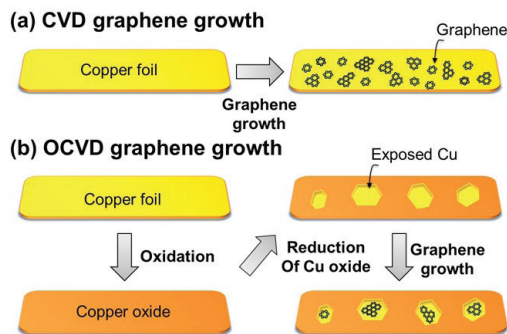 (a) CVD graphene growth
Copper foil
Graphene
Graphene
growth
(b) OCVD graphene growth
Copper foil
Exposed Cu
Oxidation
Reduction
Of Cu oxide
Graphene
growth
Copper oxide